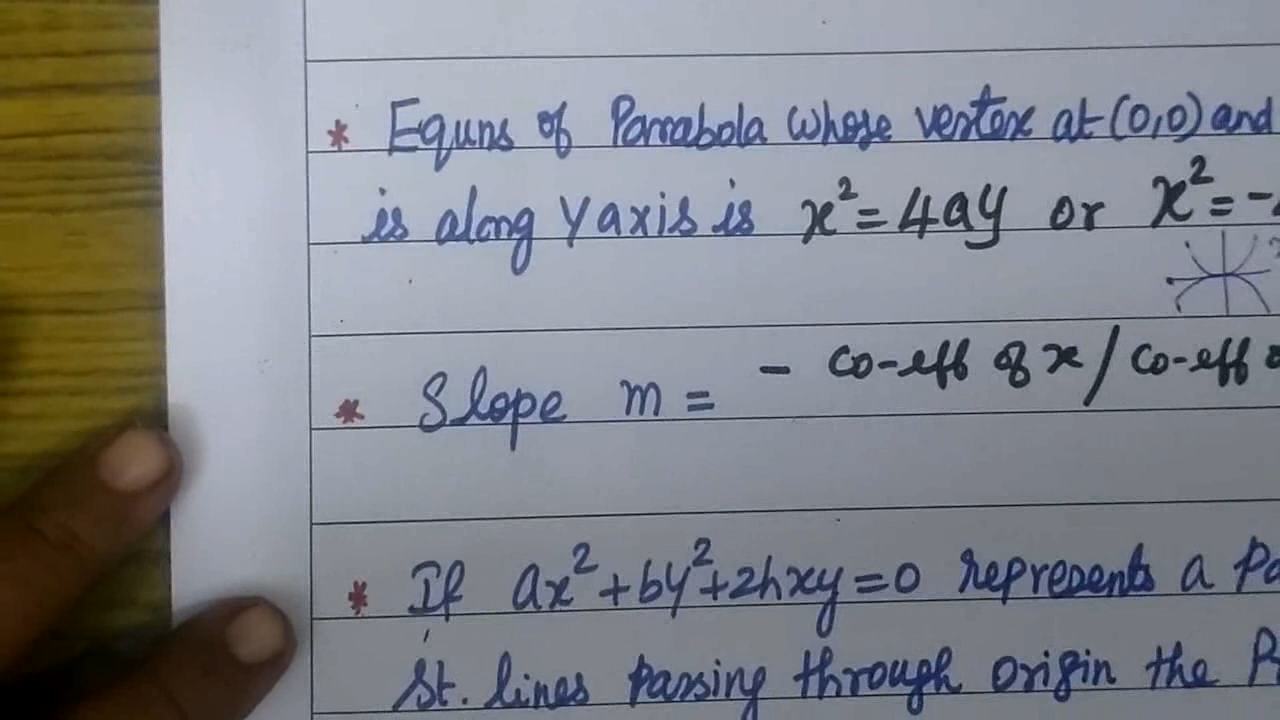 * Equns of Parrabola whose vertex at (0,0) and
is along Y axis is x² = 4ay or x² = -
* Slope m = - co-eff of x / co-eff
* If ax² + by² + 2hxy = 0 represents a Pa
st. lines passing through origin the P